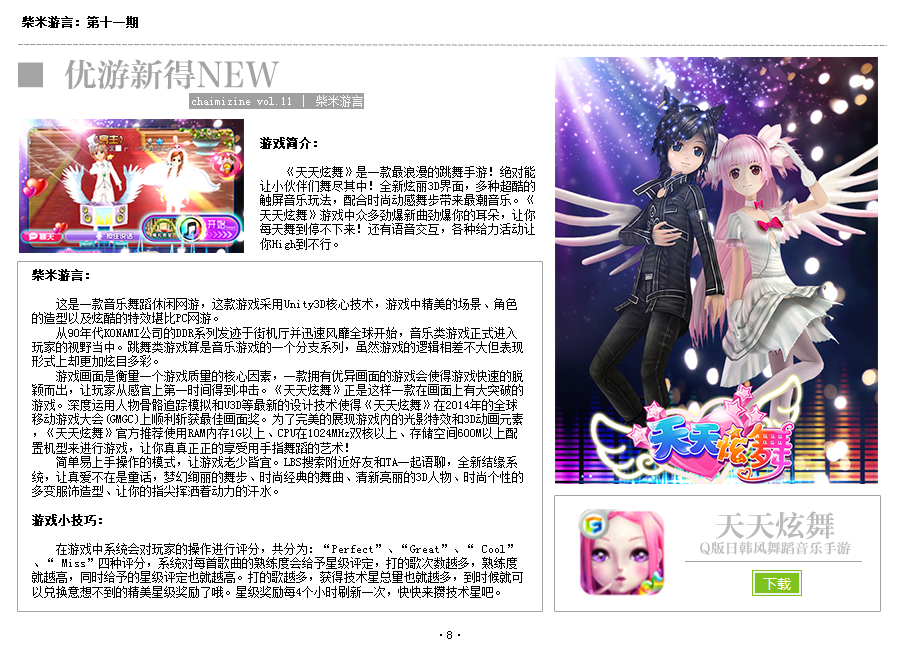 柴米游言：第十一期
优游新得NEW
chaimizine vol.11 | 柴米游言
游戏简介：
《天天炫舞》是一款最浪漫的跳舞手游！绝对能
让小伙伴们舞尽其中！全新炫丽3D界面，多种超酷的
触屏音乐玩法，配合时尚动感舞步带来最潮音乐。《
天天炫舞》游戏中众多劲爆新曲劲爆你的耳朵，让你
每天舞到停不下来！还有语音交互，各种给力活动让
你High到不行。
柴米游言：
这是一款音乐舞蹈休闲网游，这款游戏采用Unity3D核心技术，游戏中精美的场景、角色
的造型以及炫酷的特效堪比PC网游。
从90年代KONAMI公司的DDR系列发迹于街机厅并迅速风靡全球开始，音乐类游戏正式进入
玩家的视野当中。跳舞类游戏算是音乐游戏的一个分支系列，虽然游戏的逻辑相差不大但表现
形式上却更加炫目多彩。
游戏画面是衡量一个游戏质量的核心因素，一款拥有优异画面的游戏会使得游戏快速的脱
颖而出，让玩家从感官上第一时间得到冲击。《天天炫舞》正是这样一款在画面上有大突破的
游戏。深度运用人物骨骼追踪模拟和U3D等最新的设计技术使得《天天炫舞》在2014年的全球
移动游戏大会(GMGC)上顺利斩获最佳画面奖。为了完美的展现游戏内的光影特效和3D动画元素
，《天天炫舞》官方推荐使用RAM内存1G以上、CPU在1024MHz双核以上、存储空间600M以上配
置机型来进行游戏，让你真真正正的享受用手指舞蹈的艺术！
简单易上手操作的模式，让游戏老少皆宜。LBS搜索附近好友和TA一起语聊，全新结缘系
统，让真爱不在是童话，梦幻绚丽的舞步、时尚经典的舞曲、清新亮丽的3D人物、时尚个性的
多变服饰造型、让你的指尖挥洒着动力的汗水。
游戏小技巧：
在游戏中系统会对玩家的操作进行评分，共分为：“Perfect”、“Great”、“ Cool”
、“ Miss”四种评分，系统对每首歌曲的熟练度会给予星级评定，打的歌次数越多，熟练度
就越高，同时给予的星级评定也就越高。打的歌越多，获得技术星总量也就越多，到时候就可
以兑换意想不到的精美星级奖励了哦。星级奖励每4个小时刷新一次，快快来攒技术星吧。
天天炫舞
天天炫舞
Q版日韩风舞蹈音乐手游
下载
·8·
房主
聊天
按住说话
开始